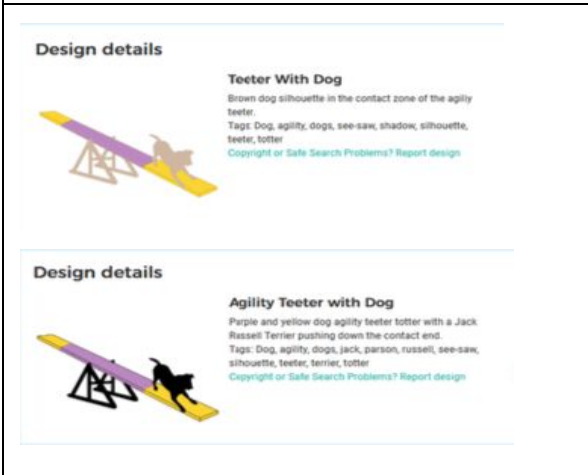 Design details
Teeter With Dog
Brown dog silhouette in the contact zone of the agiliy
teeter.
Tags: Dog, agility, dogs, see-saw, shadow, silhouette,
teeter, totter
Copyright or Safe Search Problems? Report design
Design details
Agility Teeter with Dog
Purple and yellow dog agility teeter totter with a Jack
Russell Terrier pushing down the contact end.
Tags: Dog, agility, dogs, jack, parson, russell, see-saw,
silhouette, teeter, terrier, totter
Copyright or Safe Search Problems? Report design